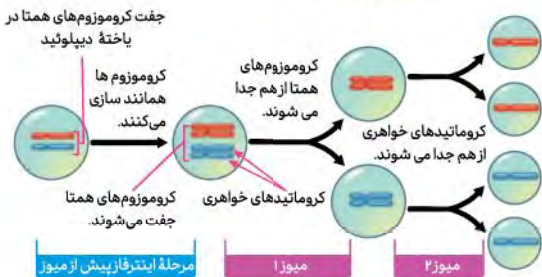 جفت کروموزوم‌های همتا در
یاختهٔ دیپلوئید
کروموزوم ها
همانند سازی
می‌کنند.
کروموزوم‌های
همتا از هم جدا
می شوند.
کروماتیدهای خواهری
از هم جدا می شوند.
کروموزوم‌های همتا
جفت می‌شوند.
کروماتیدهای خواهری
مرحلهٔ اینترفاز پیش از میوز
میوز ۱
میوز ۲